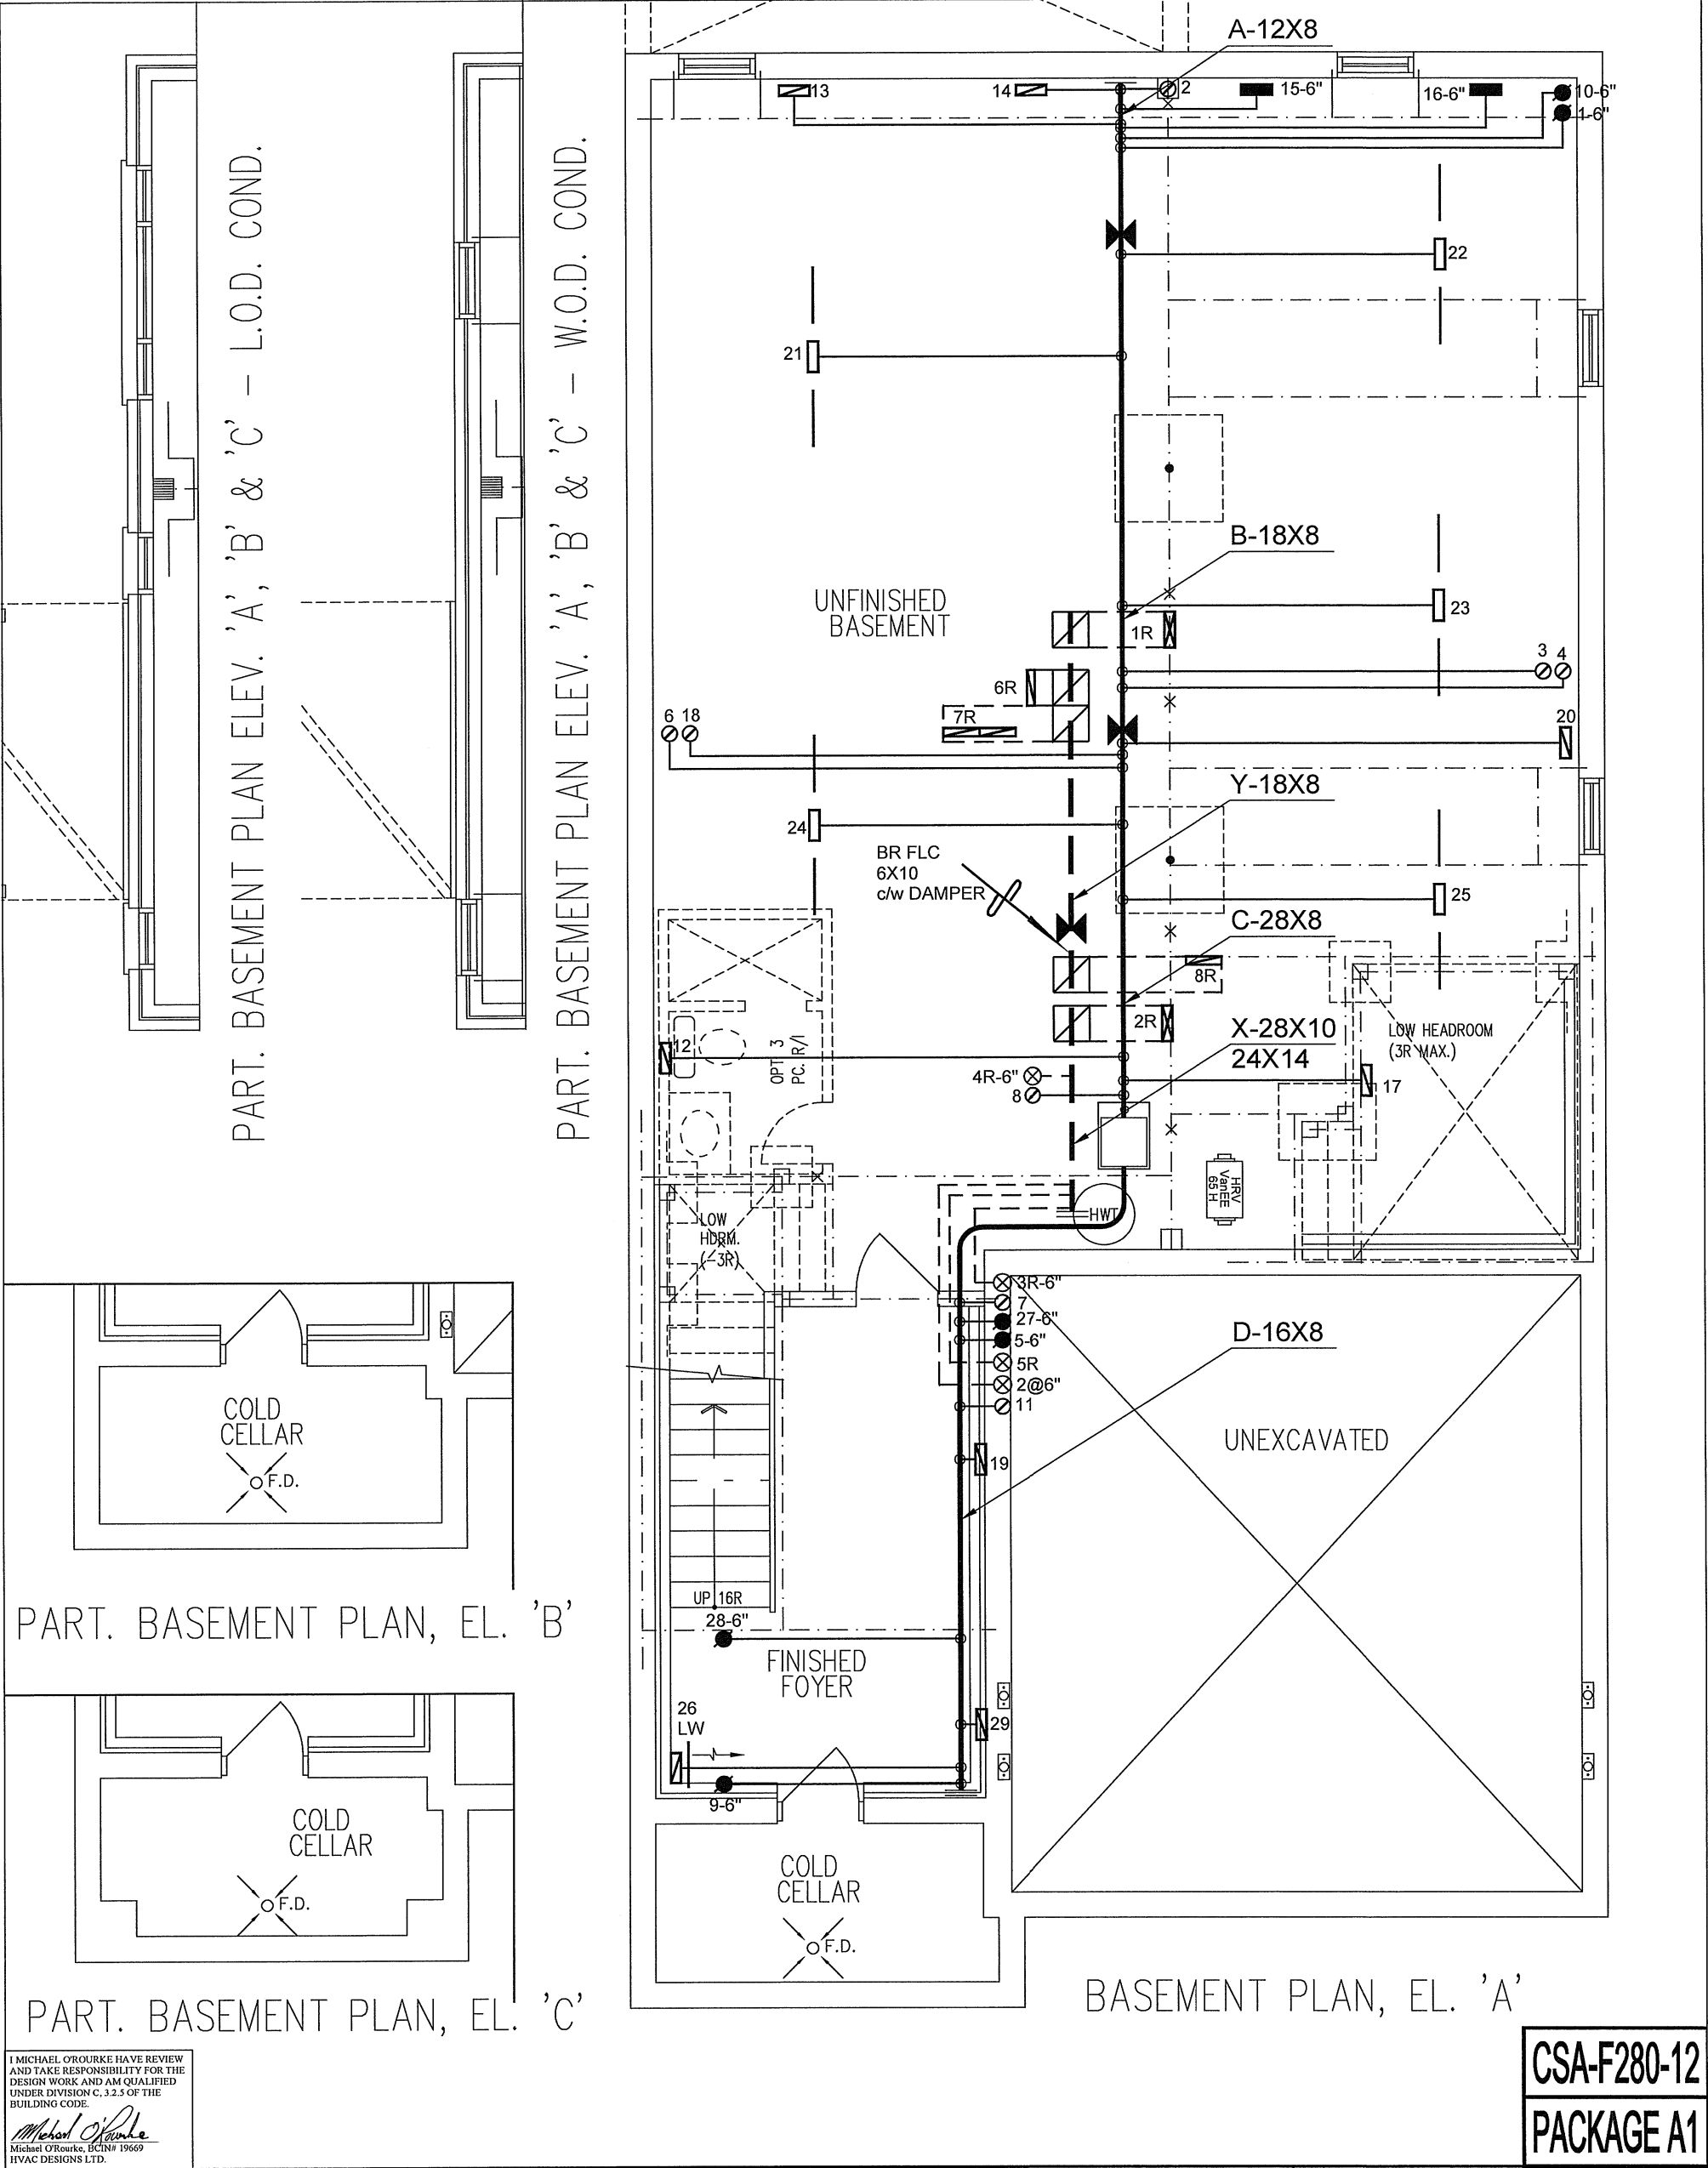 A-12X8
13
14
2
15-6"
16-6"
10-6"
1-6"
22
21
PART. BASEMENT PLAN ELEV. 'A', 'B' & 'C' - L.O.D. COND.
PART. BASEMENT PLAN ELEV. 'A', 'B' & 'C' - W.O.D. COND.
B-18X8
UNFINISHED
BASEMENT
23
1R
3 4
6R
7R
6 18
20
Y-18X8
24
BR FLC
6X10
c/w DAMPER
25
C-28X8
8R
2R
X-28X10
24X14
LOW HEADROOM
(3R MAX.)
12
OPT. 3
PC. R/I
4R-6"
8
17
HRV
VanEE
65 H
HWT
LOW
HDRM.
(-3R)
3R-6"
7
27-6"
5-6"
5R
2@6"
11
D-16X8
19
UNEXCAVATED
COLD
CELLAR
F.D.
UP 16R
28-6"
PART. BASEMENT PLAN, EL. 'B'
FINISHED
FOYER
26
LW
29
9-6"
COLD
CELLAR
F.D.
COLD
CELLAR
F.D.
PART. BASEMENT PLAN, EL. 'C'
BASEMENT PLAN, EL. 'A'
I MICHAEL O'ROURKE HAVE REVIEW
AND TAKE RESPONSIBILITY FOR THE
DESIGN WORK AND AM QUALIFIED
UNDER DIVISION C, 3.2.5 OF THE
BUILDING CODE.
Michael O'Rourke
Michael O'Rourke, BCIN# 19669
HVAC DESIGNS LTD.
CSA-F280-12
PACKAGE A1